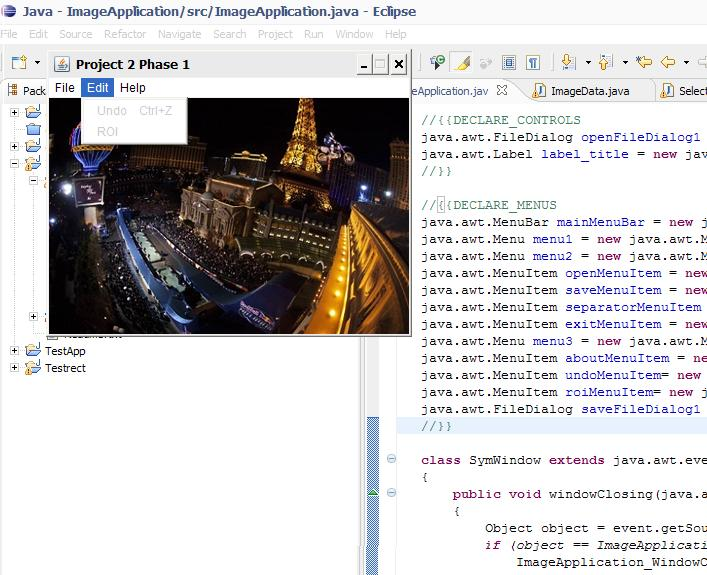 Java - ImageApplication/src/ImageApplication.java - Eclipse
File Edit Source Refactor Navigate Search Project Run Window Help
Project 2 Phase 1
File Edit Help
Undo Ctrl+Z
ROI
Pack
TestApp
Testrect
eApplication.jav
ImageData.java
Select
//{{DECLARE_CONTROLS
java.awt.FileDialog openFileDialog1
java.awt.Label label_title = new jav
//}}
//{{DECLARE_MENUS
java.awt.MenuBar mainMenuBar = new j
java.awt.Menu menu1 = new java.awt.M
java.awt.Menu menu2 = new java.awt.M
java.awt.MenuItem openMenuItem = new
java.awt.MenuItem saveMenuItem = new
java.awt.MenuItem separatorMenuItem
java.awt.MenuItem exitMenuItem = new
java.awt.Menu menu3 = new java.awt.M
java.awt.MenuItem aboutMenuItem = ne
java.awt.MenuItem undoMenuItem= new
java.awt.MenuItem roiMenuItem= new j
java.awt.FileDialog saveFileDialog1
//}}
class SymWindow extends java.awt.eve
{
public void windowClosing(java.a
{
Object object = event.getSou
if (object == ImageApplicati
ImageApplication_WindowC